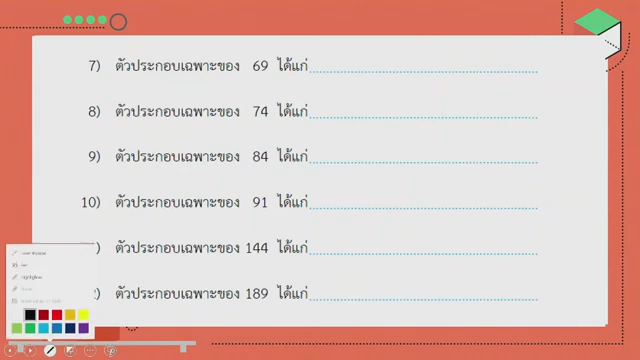 7) ตัวประกอบเฉพาะของ 69 ได้แก่
8) ตัวประกอบเฉพาะของ 74 ได้แก่
9) ตัวประกอบเฉพาะของ 84 ได้แก่
10) ตัวประกอบเฉพาะของ 91 ได้แก่
) ตัวประกอบเฉพาะของ 144 ได้แก่
) ตัวประกอบเฉพาะของ 189 ได้แก่
Highlighter